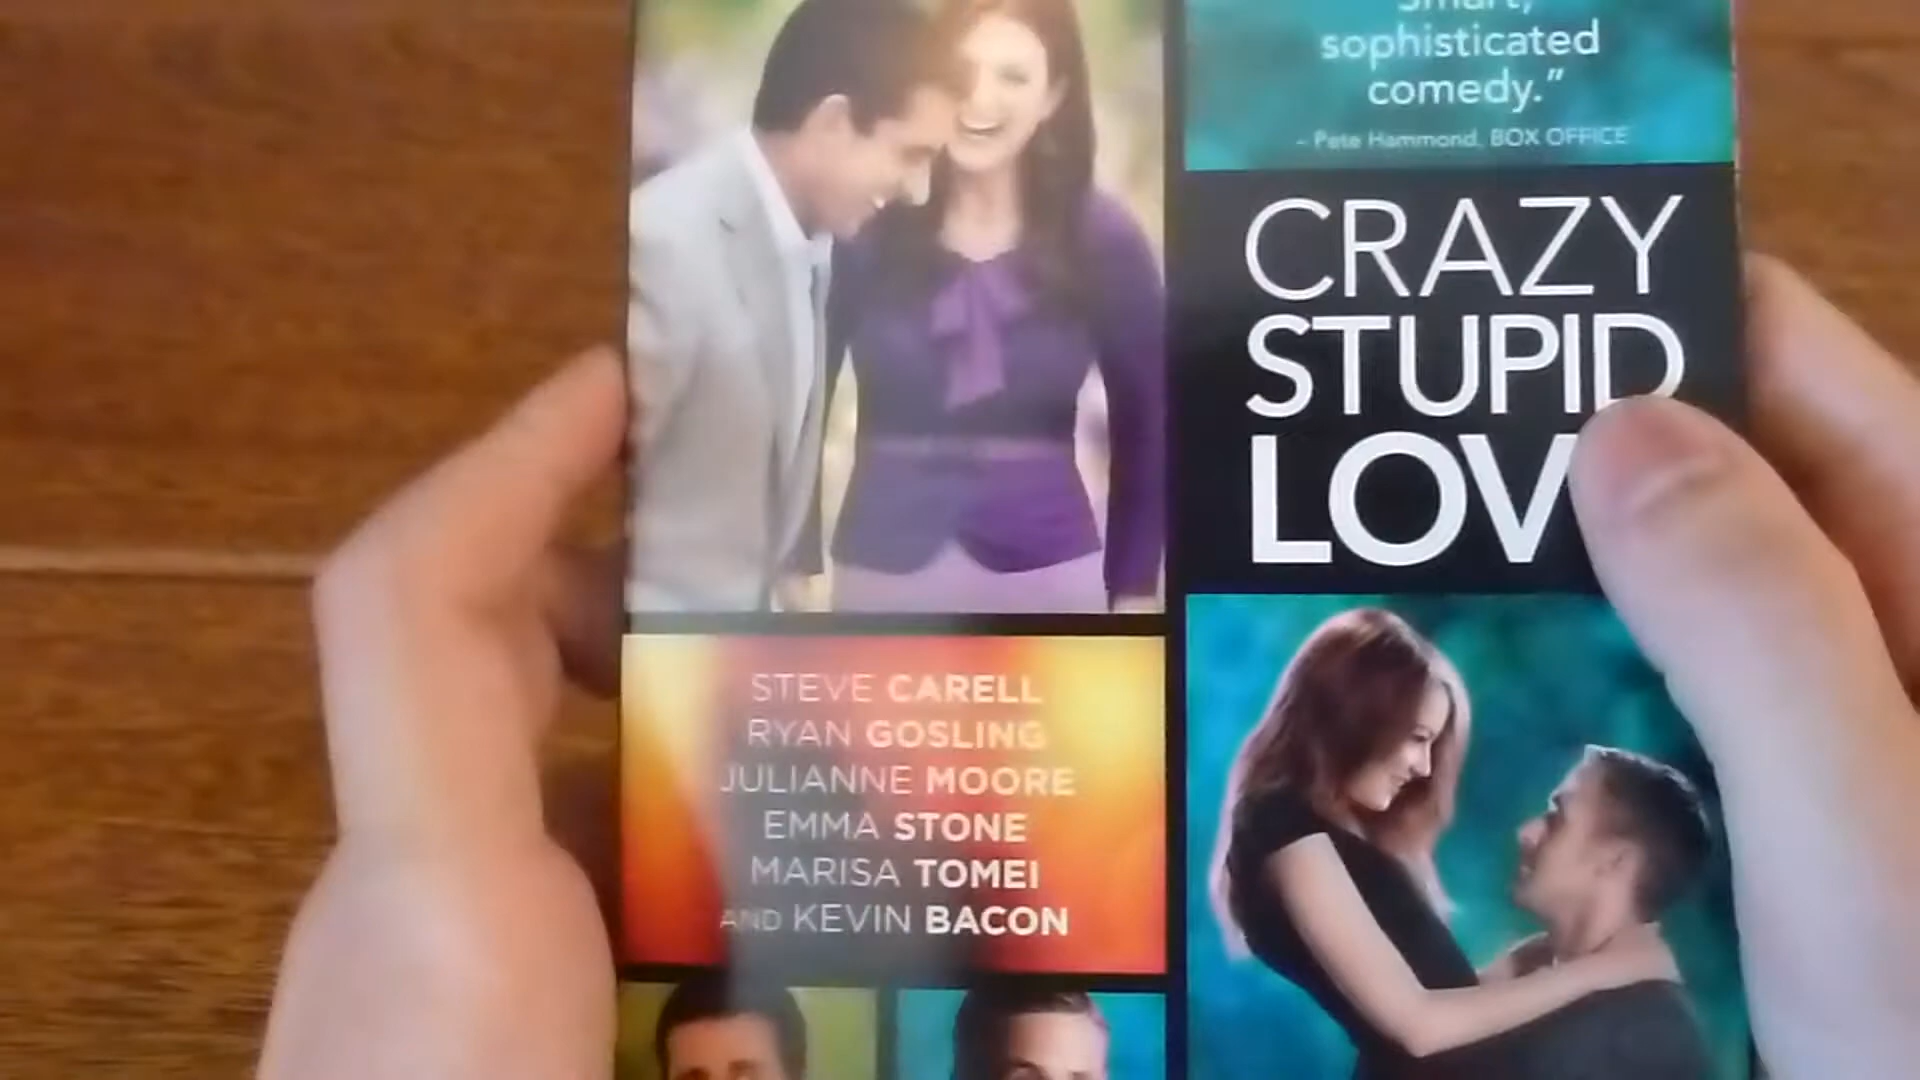 Smart,
sophisticated
comedy.”
– Pete Hammond, BOX OFFICE
CRAZY
STUPID
LOV
STEVE CARELL
RYAN GOSLING
JULIANNE MOORE
EMMA STONE
MARISA TOMEI
AND KEVIN BACON